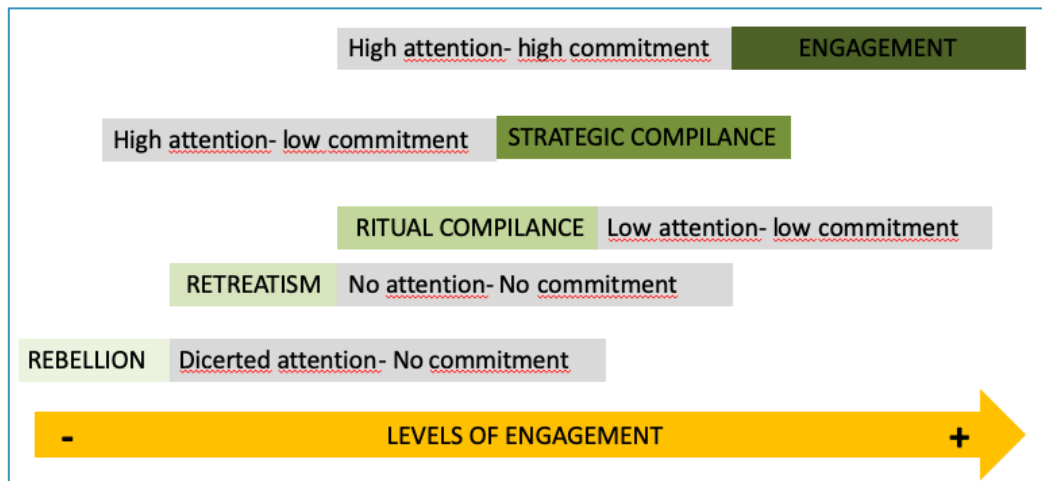 High attention- high commitment ENGAGEMENT
High attention- low commitment STRATEGIC COMPILANCE
RITUAL COMPILANCE Low attention- low commitment
RETREATISM No attention- No commitment
REBELLION Dicerted attention- No commitment
- LEVELS OF ENGAGEMENT +